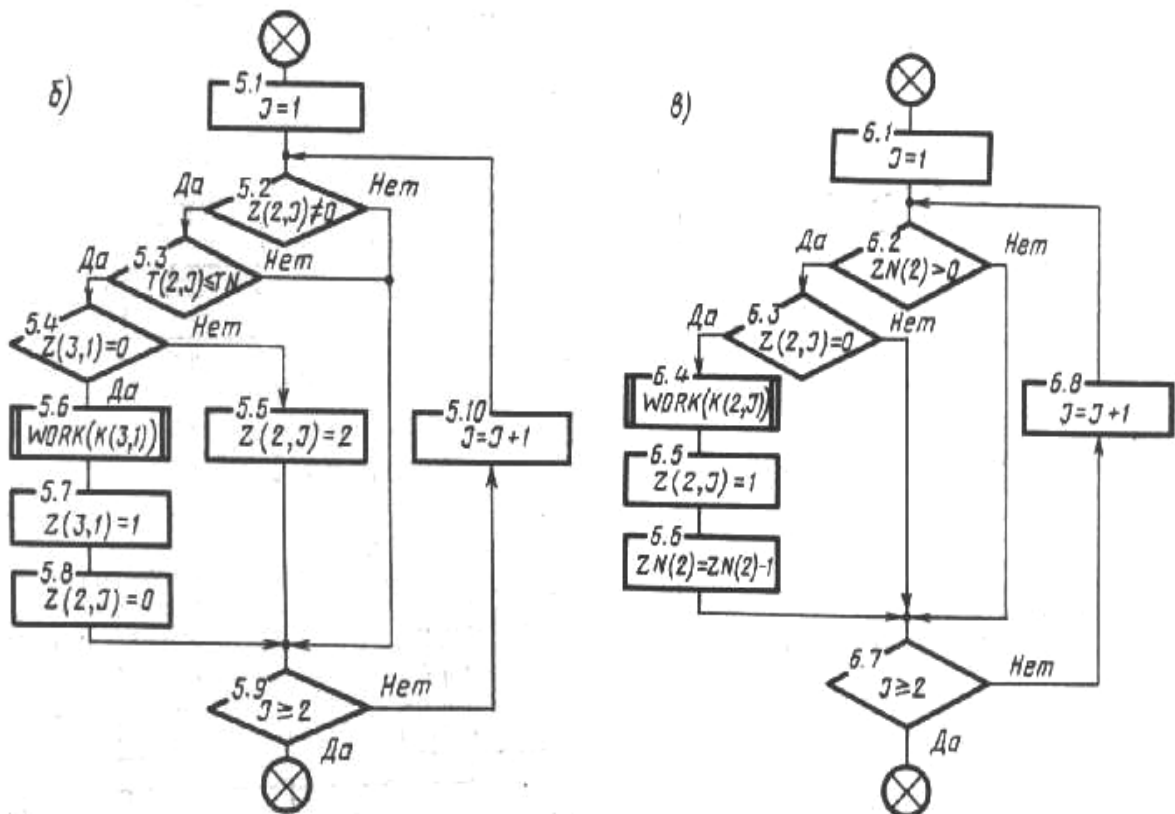 б)
5.1
J=1
5.2
Да
Нет
Z(2,J)≠0
5.3
Да
Нет
T(2,J)≤TN
5.4
Нет
Z(3,1)=0
Да
5.6
WORK(K(3,1))
5.5
Z(2,J)=2
5.10
J=J+1
5.7
Z(3,1)=1
5.8
Z(2,J)=0
5.9
Нет
J≥2
Да
в)
6.1
J=1
6.2
Да
Нет
ZN(2)>0
6.3
Да
Нет
Z(2,J)=0
6.4
WORK(K(2,J))
6.8
J=J+1
6.5
Z(2,J)=1
6.6
ZN(2)=ZN(2)-1
6.7
Нет
J≥2
Да